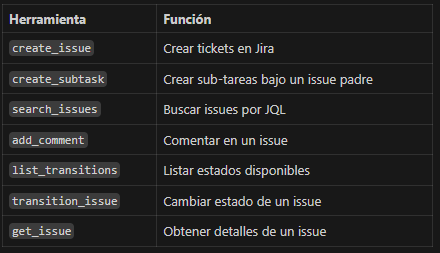 Herramienta Función
create_issue Crear tickets en Jira
create_subtask Crear sub-tareas bajo un issue padre
search_issues Buscar issues por JQL
add_comment Comentar en un issue
list_transitions Listar estados disponibles
transition_issue Cambiar estado de un issue
get_issue Obtener detalles de un issue